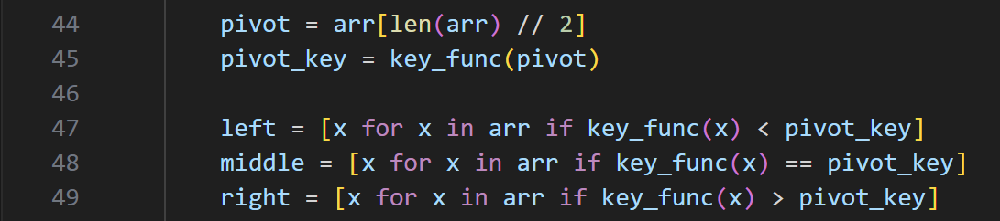 44 pivot = arr[len(arr) // 2]
45 pivot_key = key_func(pivot)
46
47 left = [x for x in arr if key_func(x) < pivot_key]
48 middle = [x for x in arr if key_func(x) == pivot_key]
49 right = [x for x in arr if key_func(x) > pivot_key]